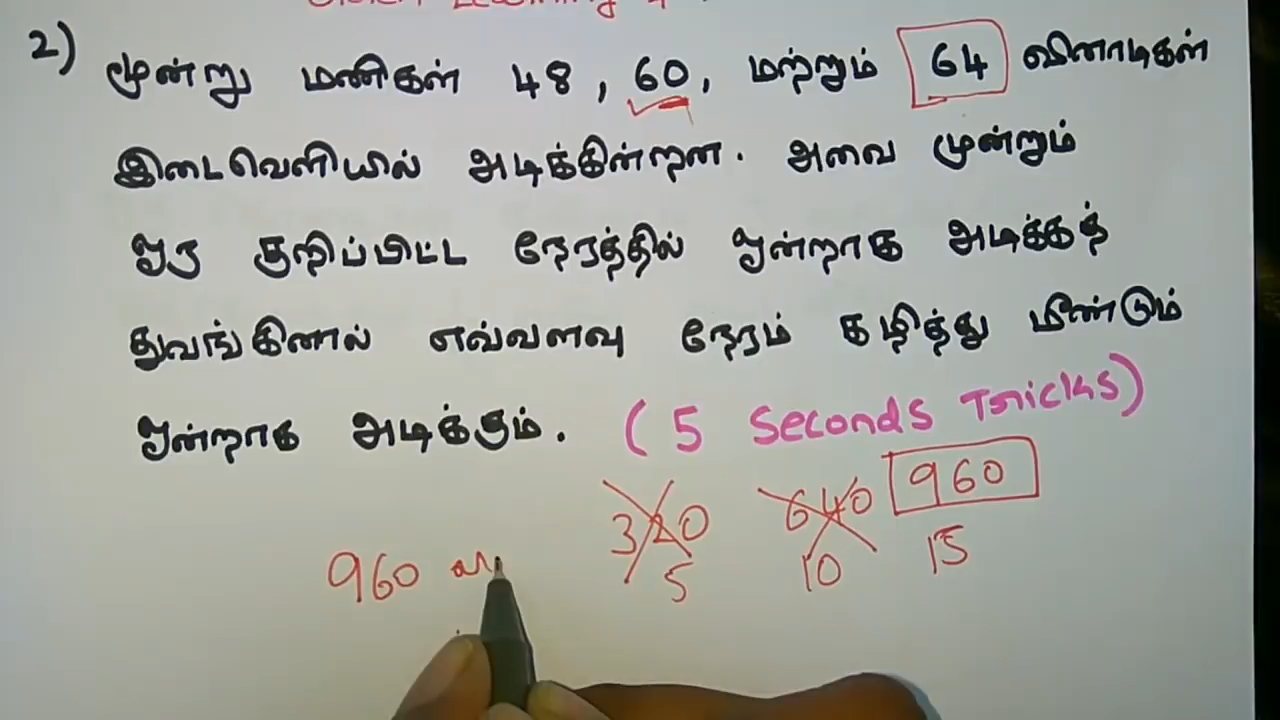 2) மூன்று மணிகள் 48, 60, மற்றும் 64 வினாடிகள்
இடைவெளியில் அடிக்கின்றன. அவை மூன்றும்
ஒரு குறிப்பிட்ட நேரத்தில் ஒன்றாக அடிக்கத்
துவங்கினால் எவ்வளவு நேரம் கழித்து மீண்டும்
ஒன்றாக அடிக்கும். (5 Seconds Tricks)
320 640 960
5 10 15
960